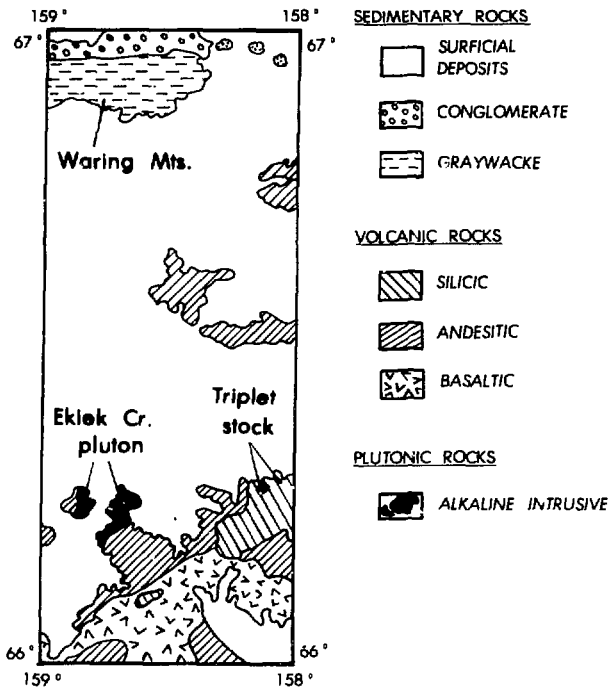 159° 158°
67° 67°
Waring Mts.
Ekiek Cr.
pluton
Triplet
stock
66° 66°
159° 158°
SEDIMENTARY ROCKS
SURFICIAL
DEPOSITS
CONGLOMERATE
GRAYWACKE
VOLCANIC ROCKS
SILICIC
ANDESITIC
BASALTIC
PLUTONIC ROCKS
ALKALINE INTRUSIVE